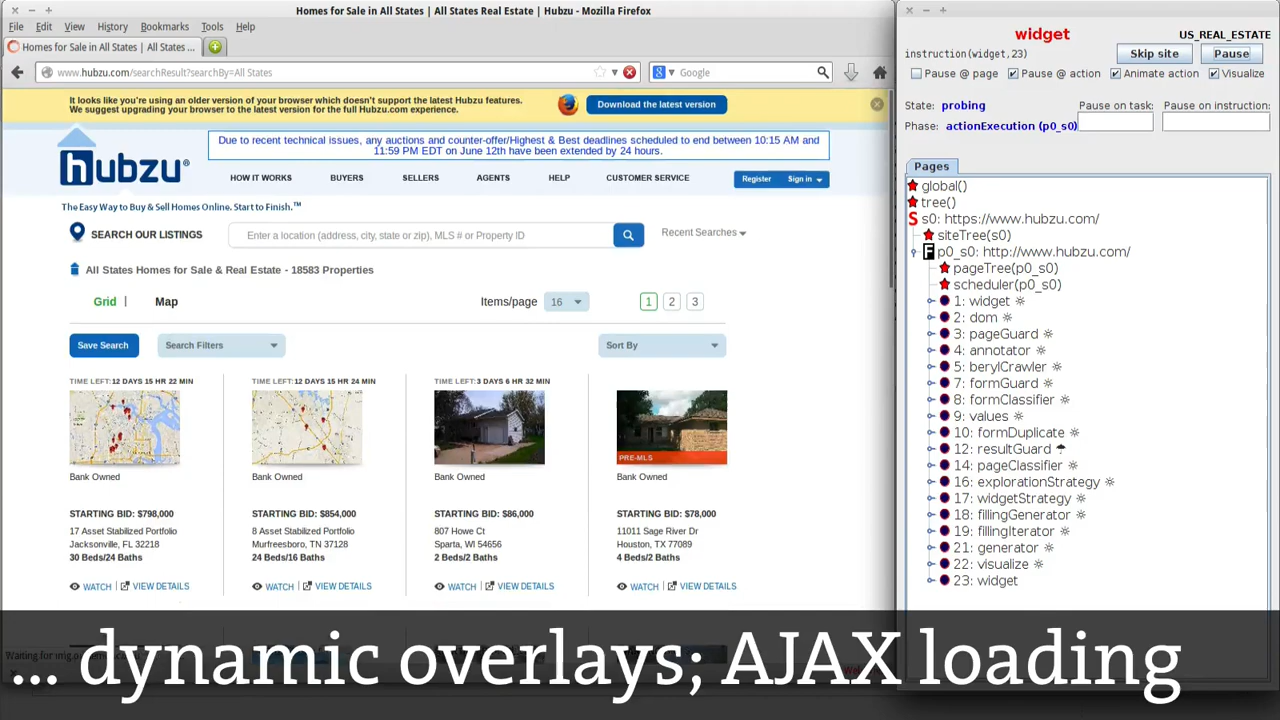 Homes for Sale in All States | All States Real Estate | Hubzu - Mozilla Firefox
File Edit View History Bookmarks Tools Help
Homes for Sale in All States | All States ...
www.hubzu.com/searchResult?searchBy=All States
Google
It looks like you're using an older version of your browser which doesn't support the latest Hubzu features.
We suggest upgrading your browser to the latest version for the full Hubzu.com experience.
Download the latest version
Due to recent technical issues, any auctions and counter-offer/Highest & Best deadlines scheduled to end between 10:15 AM and
11:59 PM EDT on June 12th have been extended by 24 hours.
hubzu®
HOW IT WORKS BUYERS SELLERS AGENTS HELP CUSTOMER SERVICE Register Sign in
The Easy Way to Buy & Sell Homes Online. Start to Finish.™
SEARCH OUR LISTINGS Enter a location (address, city, state or zip), MLS # or Property ID Recent Searches
All States Homes for Sale & Real Estate - 18583 Properties
Grid | Map Items/page 16 1 2 3
Save Search Search Filters Sort By
TIME LEFT: 12 DAYS 15 HR 22 MIN TIME LEFT: 12 DAYS 15 HR 24 MIN TIME LEFT: 3 DAYS 6 HR 32 MIN
PRE-MLS
Bank Owned Bank Owned Bank Owned Bank Owned
STARTING BID: $798,000 STARTING BID: $854,000 STARTING BID: $86,000 STARTING BID: $78,000
17 Asset Stabilized Portfolio 8 Asset Stabilized Portfolio 807 Howe Ct 11011 Sage River Dr
Jacksonville, FL 32218 Murfreesboro, TN 37128 Sparta, WI 54656 Houston, TX 77089
30 Beds/24 Baths 24 Beds/16 Baths 2 Beds/2 Baths 4 Beds/2 Baths
WATCH | VIEW DETAILS WATCH | VIEW DETAILS WATCH | VIEW DETAILS WATCH | VIEW DETAILS
widget US_REAL_ESTATE
instruction(widget,23) Skip site Pause
Pause @ page Pause @ action Animate action Visualize
State: probing Pause on task: Pause on instruction:
Phase: actionExecution (p0_s0)
Pages
global()
tree()
S s0: https://www.hubzu.com/
siteTree(s0)
F p0_s0: http://www.hubzu.com/
pageTree(p0_s0)
scheduler(p0_s0)
1: widget
2: dom
3: pageGuard
4: annotator
5: berylCrawler
7: formGuard
8: formClassifier
9: values
10: formDuplicate
12: resultGuard
14: pageClassifier
16: explorationStrategy
17: widgetStrategy
18: fillingGenerator
19: fillingIterator
21: generator
22: visualize
23: widget
... dynamic overlays; AJAX loading